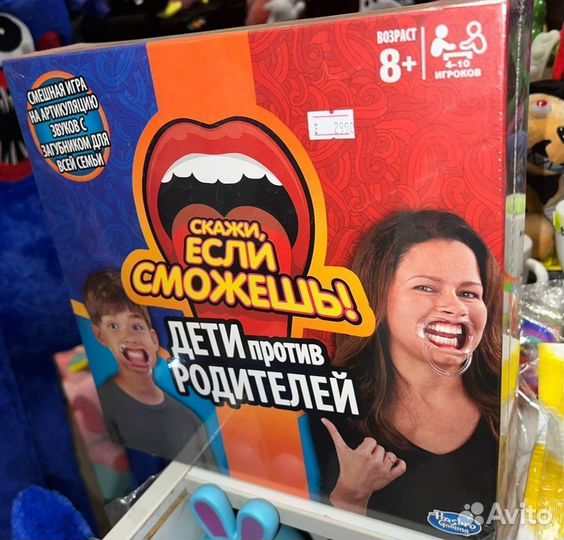 СМЕШНАЯ ИГРА
НА АРТИКУЛЯЦИЮ
ЗВУКОВ С
ЗАГУБНИКОМ ДЛЯ
ВСЕЙ СЕМЬИ
ВОЗРАСТ
8+
4-10
ИГРОКОВ
СКАЖИ,
ЕСЛИ
СМОЖЕШЬ!
ДЕТИ ПРОТИВ
РОДИТЕЛЕЙ
Hasbro
Gaming
Avito